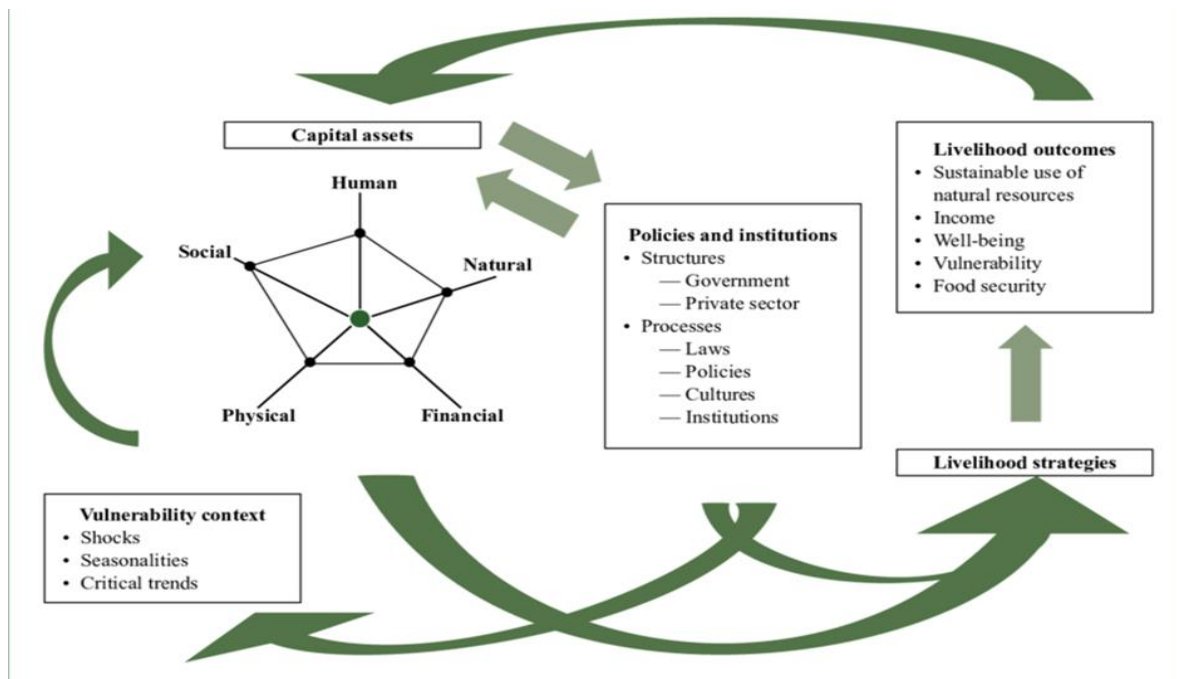 Capital assets
Human
Social
Natural
Physical
Financial
Policies and institutions
• Structures
— Government
— Private sector
• Processes
— Laws
— Policies
— Cultures
— Institutions
Livelihood outcomes
• Sustainable use of
natural resources
• Income
• Well-being
• Vulnerability
• Food security
Livelihood strategies
Vulnerability context
• Shocks
• Seasonalities
• Critical trends